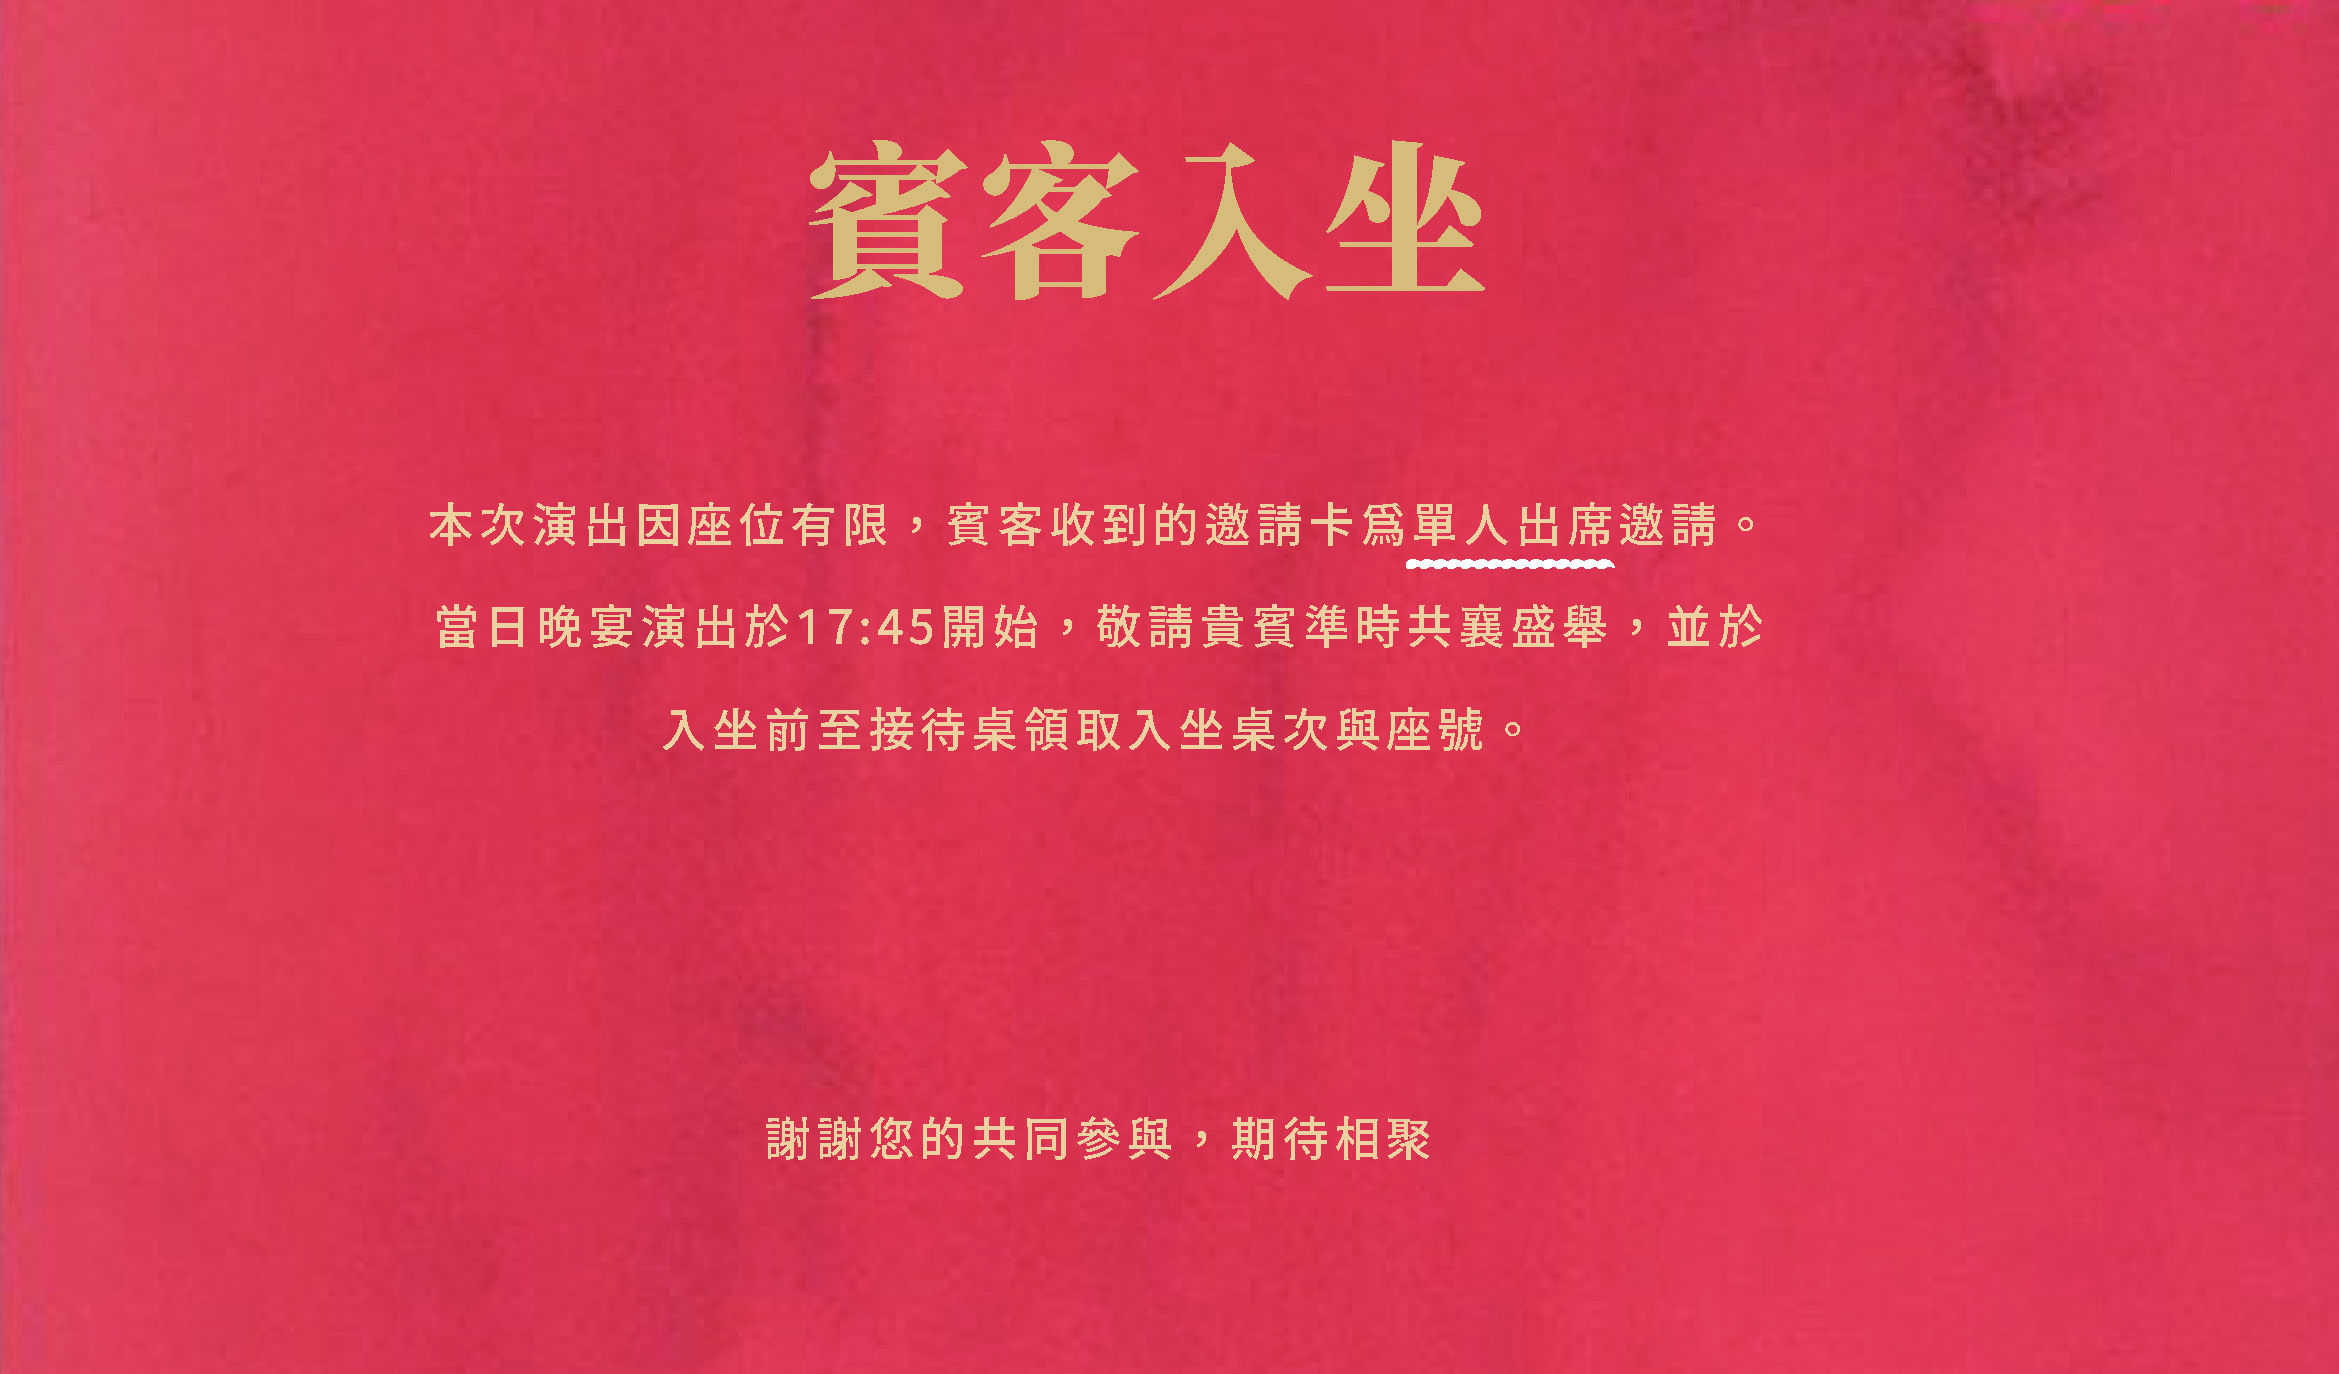 賓客入坐
本次演出因座位有限，賓客收到的邀請卡爲單人出席邀請。
當日晚宴演出於17:45開始，敬請貴賓準時共襄盛舉，並於
入坐前至接待桌領取入坐桌次與座號。
謝謝您的共同參與，期待相聚